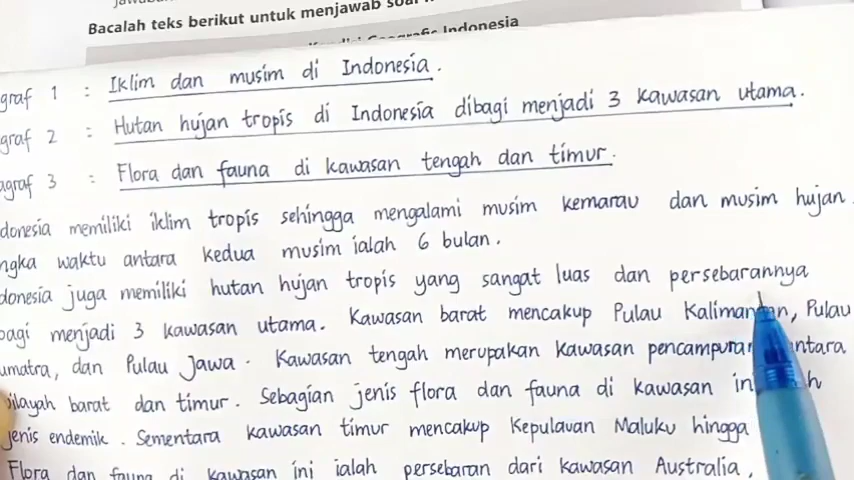 Bacalah teks berikut untuk menjawab soal
Indonesia
graf 1 : Iklim dan musim di Indonesia.
graf 2 : Hutan hujan tropis di Indonesia dibagi menjadi 3 kawasan utama.
agraf 3 : Flora dan fauna di kawasan tengah dan timur.
donesia memiliki iklim tropis sehingga mengalami musim kemarau dan musim hujan.
ngka waktu antara kedua musim ialah 6 bulan.
donesia juga memiliki hutan hujan tropis yang sangat luas dan persebarannya
bagi menjadi 3 kawasan utama. Kawasan barat mencakup Pulau Kalimantan, Pulau
umatra, dan Pulau Jawa. Kawasan tengah merupakan kawasan pencampuran antara
ilayah barat dan timur. Sebagian jenis flora dan fauna di kawasan in h
jenis endemik. Sementara kawasan timur mencakup Kepulauan Maluku hingga
Flora dan fauna di kawasan ini ialah persebaran dari kawasan Australia,